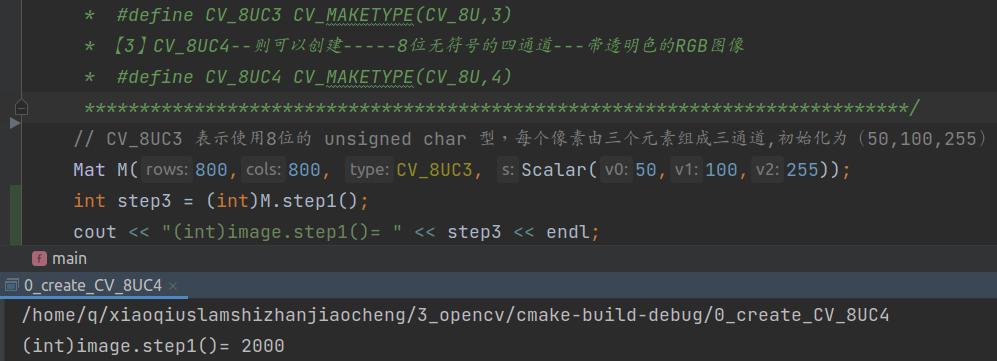 * #define CV_8UC3 CV_MAKETYPE(CV_8U,3)
* 【3】CV_8UC4--则可以创建-----8位无符号的四通道---带透明色的RGB图像
* #define CV_8UC4 CV_MAKETYPE(CV_8U,4)
***************************************************************************/
// CV_8UC3 表示使用8位的 unsigned char 型，每个像素由三个元素组成三通道,初始化为（50,100,255）
Mat M( rows: 800, cols: 800, type: CV_8UC3, s: Scalar( v0: 50, v1: 100, v2: 255));
int step3 = (int)M.step1();
cout << "(int)image.step1()= " << step3 << endl;
f main
0_create_CV_8UC4 ×
/home/q/xiaoqiuslamshizhanjiaocheng/3_opencv/cmake-build-debug/0_create_CV_8UC4
(int)image.step1()= 2000